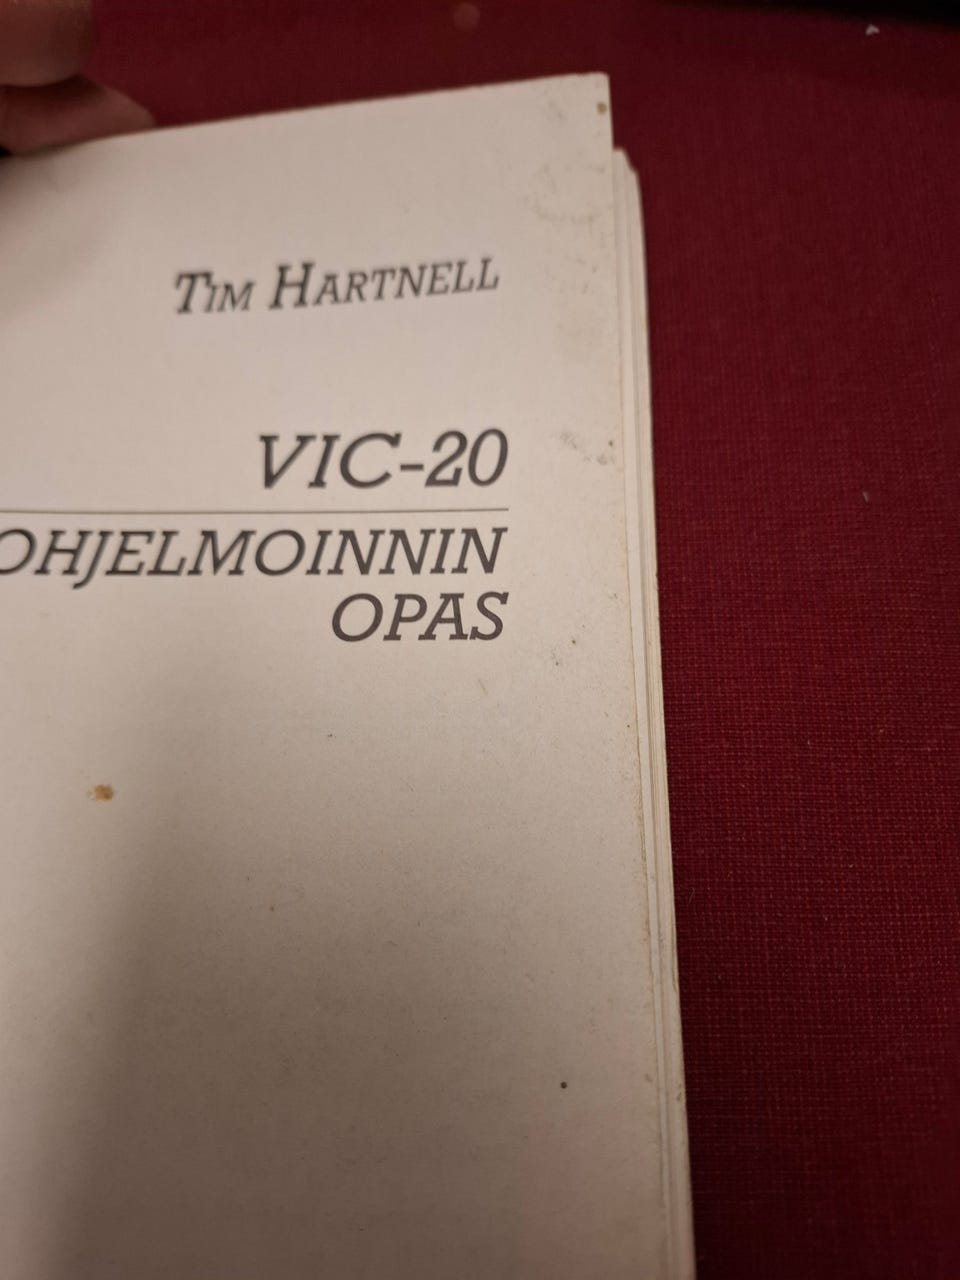 TIM HARTNELL
VIC-20
OHJELMOINNIN
OPAS